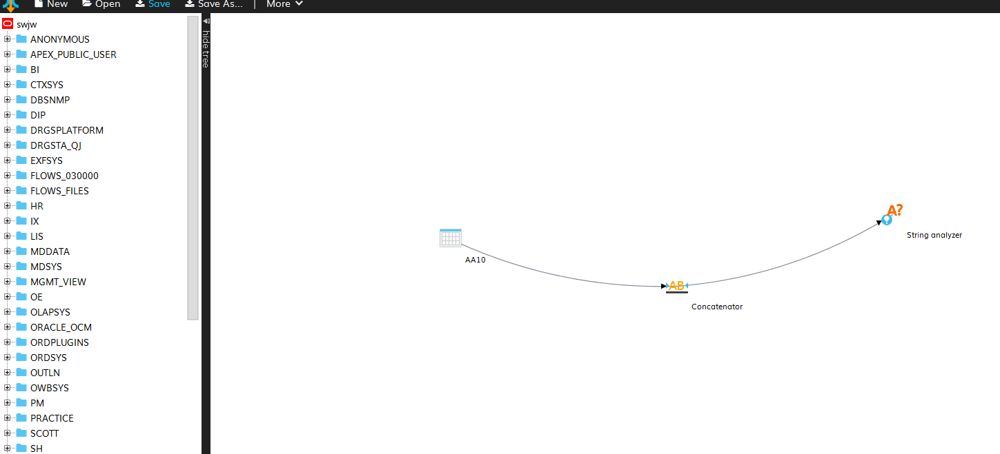 New Open Save Save As... | More
swjw
ANONYMOUS
APEX_PUBLIC_USER
BI
CTXSYS
DBSNMP
DIP
DRGSPLATFORM
DRGSTA_QJ
EXFSYS
FLOWS_030000
FLOWS_FILES
HR
IX
LIS
MDDATA
MDSYS
MGMT_VIEW
OE
OLAPSYS
ORACLE_OCM
ORDPLUGINS
ORDSYS
OUTLN
OWBSYS
PM
PRACTICE
SCOTT
SH
hide tree
AA10
AB
Concatenator
A?
String analyzer